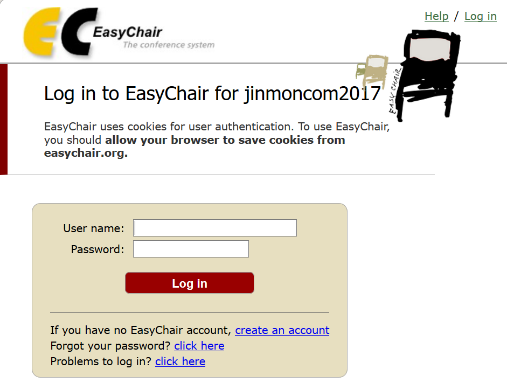 EC EasyChair
The conference system
Help / Log in
EASY CHAIR
Log in to EasyChair for jinmoncom2017
EasyChair uses cookies for user authentication. To use EasyChair,
you should allow your browser to save cookies from
easychair.org.
User name:
Password:
Log in
If you have no EasyChair account, create an account
Forgot your password? click here
Problems to log in? click here